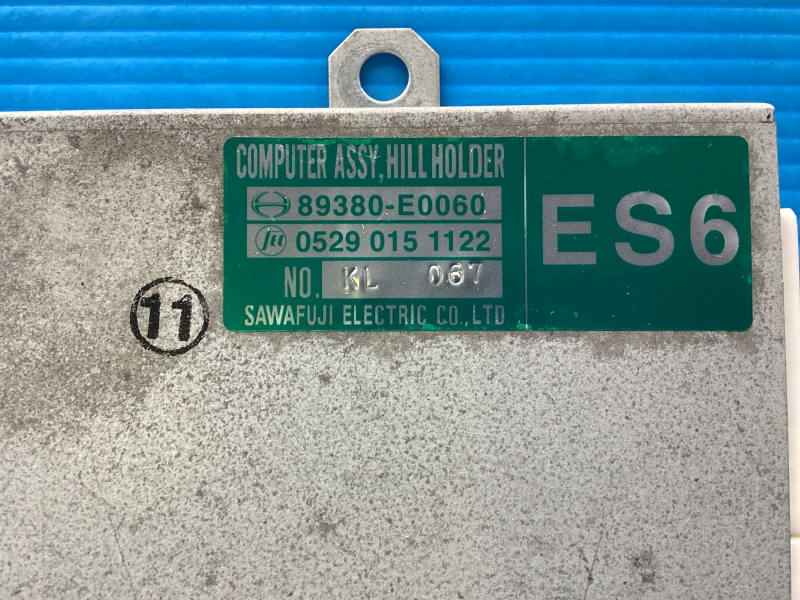 COMPUTER ASSY, HILL HOLDER
89380-E0060
0529 015 1122
NO. KL 067
SAWAFUJI ELECTRIC CO., LTD.
ES6
11